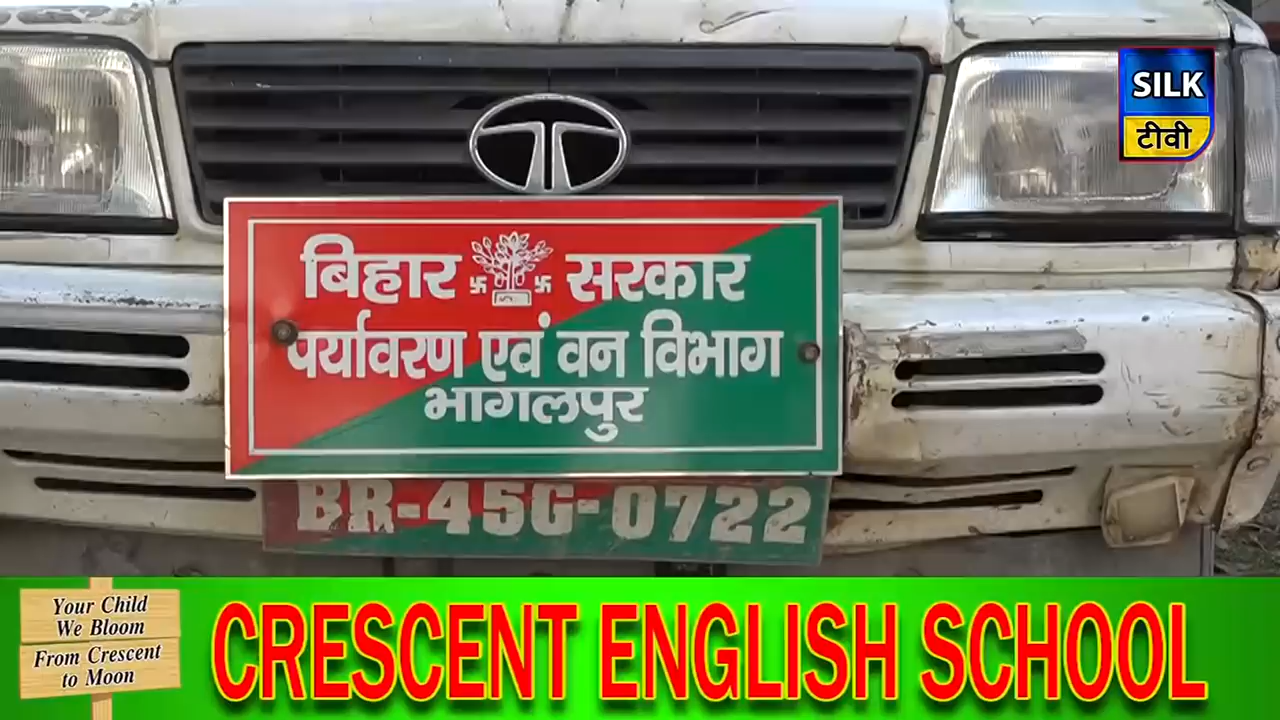 SILK
टीवी
बिहार सरकार
पर्यावरण एवं वन विभाग
भागलपुर
BR-45G-0722
Your Child
We Bloom
From Crescent
to Moon
CRESCENT ENGLISH SCHOOL